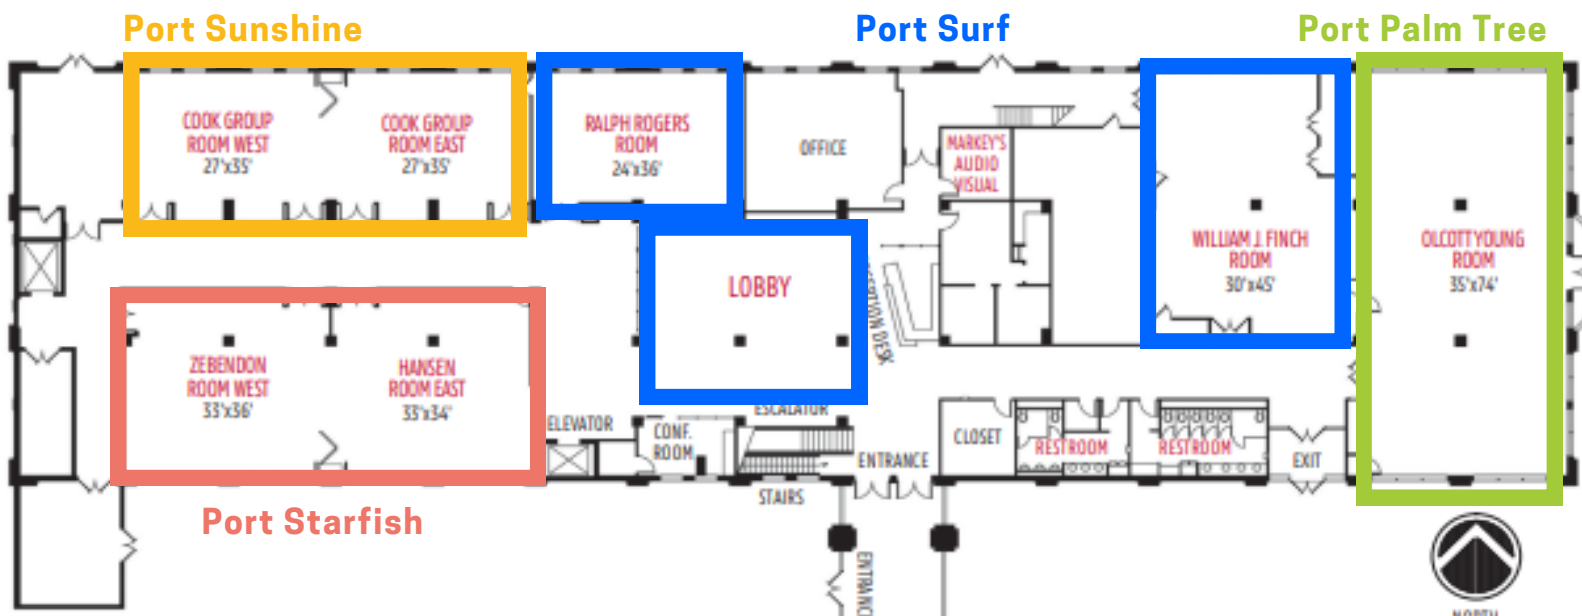 Port Sunshine
Port Surf
Port Palm Tree
COOK GROUP
ROOM WEST
27'x35'
COOK GROUP
ROOM EAST
27'x35'
RALPH ROGERS
ROOM
24'x36'
OFFICE
MARKEY'S
AUDIO
VISUAL
WILLIAM J. FINCH
ROOM
30'x45'
OLCOTT YOUNG
ROOM
35'x74'
LOBBY
DESK
ZEBENDON
ROOM WEST
33'x36'
HANSEN
ROOM EAST
33'x34'
ELEVATOR
CONF.
ROOM
ESCALATOR
STAIRS
ENTRANCE
CLOSET
RESTROOM
RESTROOM
EXIT
Port Starfish
NORTH